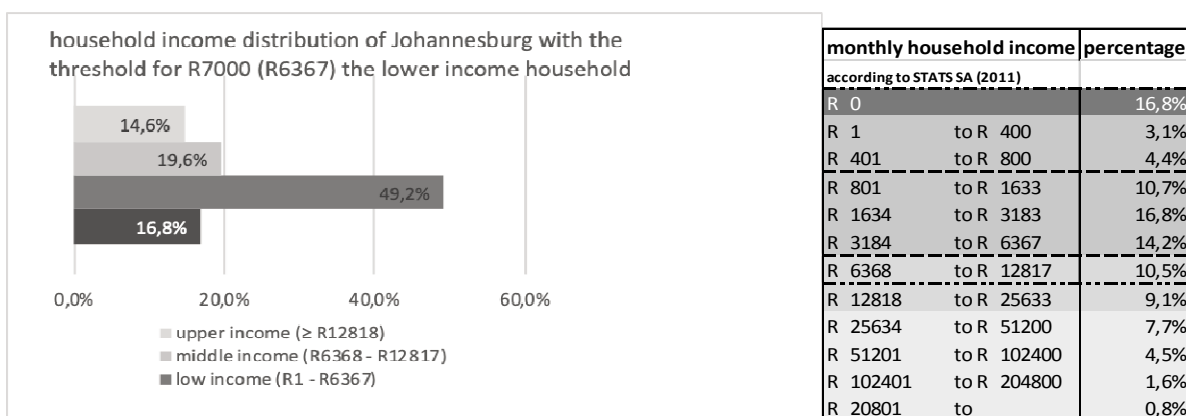 household income distribution of Johannesburg with the
threshold for R7000 (R6367) the lower income household
14,6%
19,6%
49,2%
16,8%
0,0% 20,0% 40,0% 60,0%
upper income (≥ R12818)
middle income (R6368 - R12817)
low income (R1 - R6367)
monthly household income percentage
according to STATS SA (2011)
R 0 16,8%
R 1 to R 400 3,1%
R 401 to R 800 4,4%
R 801 to R 1633 10,7%
R 1634 to R 3183 16,8%
R 3184 to R 6367 14,2%
R 6368 to R 12817 10,5%
R 12818 to R 25633 9,1%
R 25634 to R 51200 7,7%
R 51201 to R 102400 4,5%
R 102401 to R 204800 1,6%
R 20801 to 0,8%